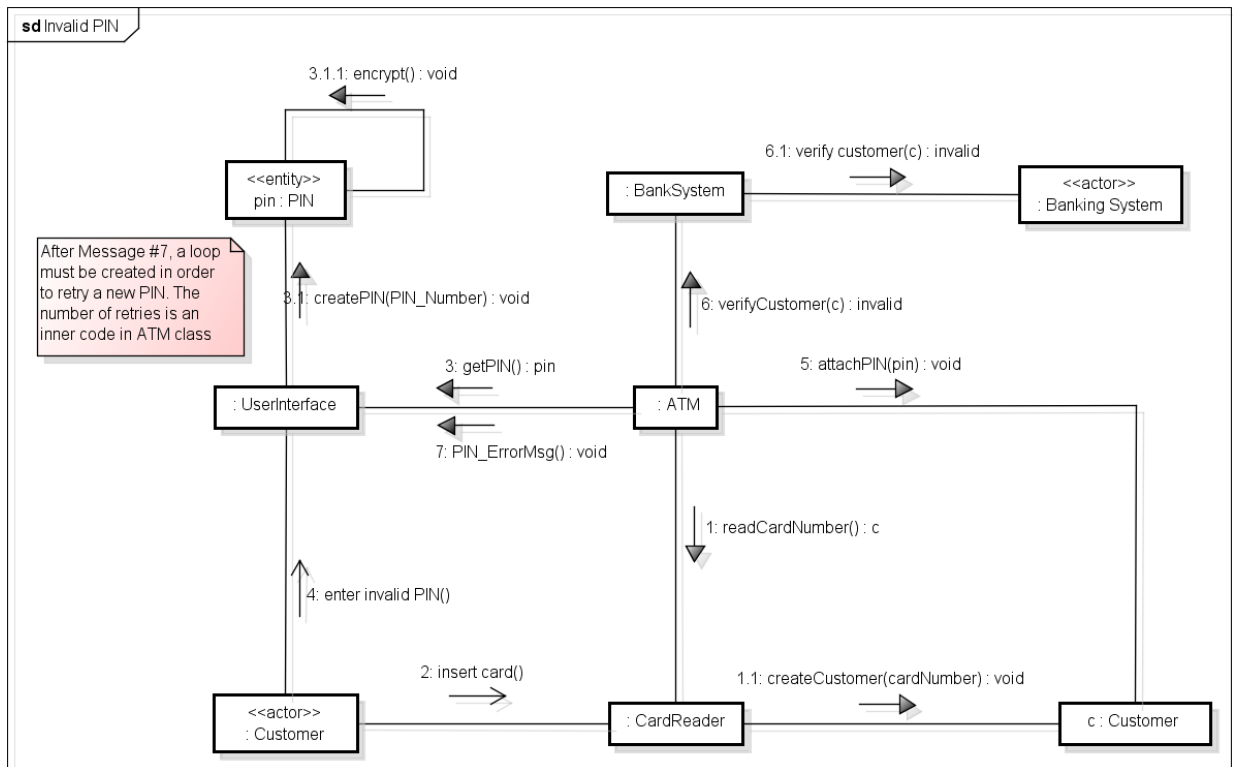 sd Invalid PIN
3.1.1: encrypt() : void
6.1: verify customer(c) : invalid
<<entity>>
pin : PIN
: BankSystem
<<actor>>
: Banking System
After Message #7, a loop
must be created in order
to retry a new PIN. The
number of retries is an
inner code in ATM class
3.1: createPIN(PIN_Number) : void
6: verifyCustomer(c) : invalid
3: getPIN() : pin
5: attachPIN(pin) : void
: UserInterface
: ATM
7: PIN_ErrorMsg() : void
1: readCardNumber() : c
4: enter invalid PIN()
2: insert card()
1.1: createCustomer(cardNumber) : void
<<actor>>
: Customer
: CardReader
c : Customer